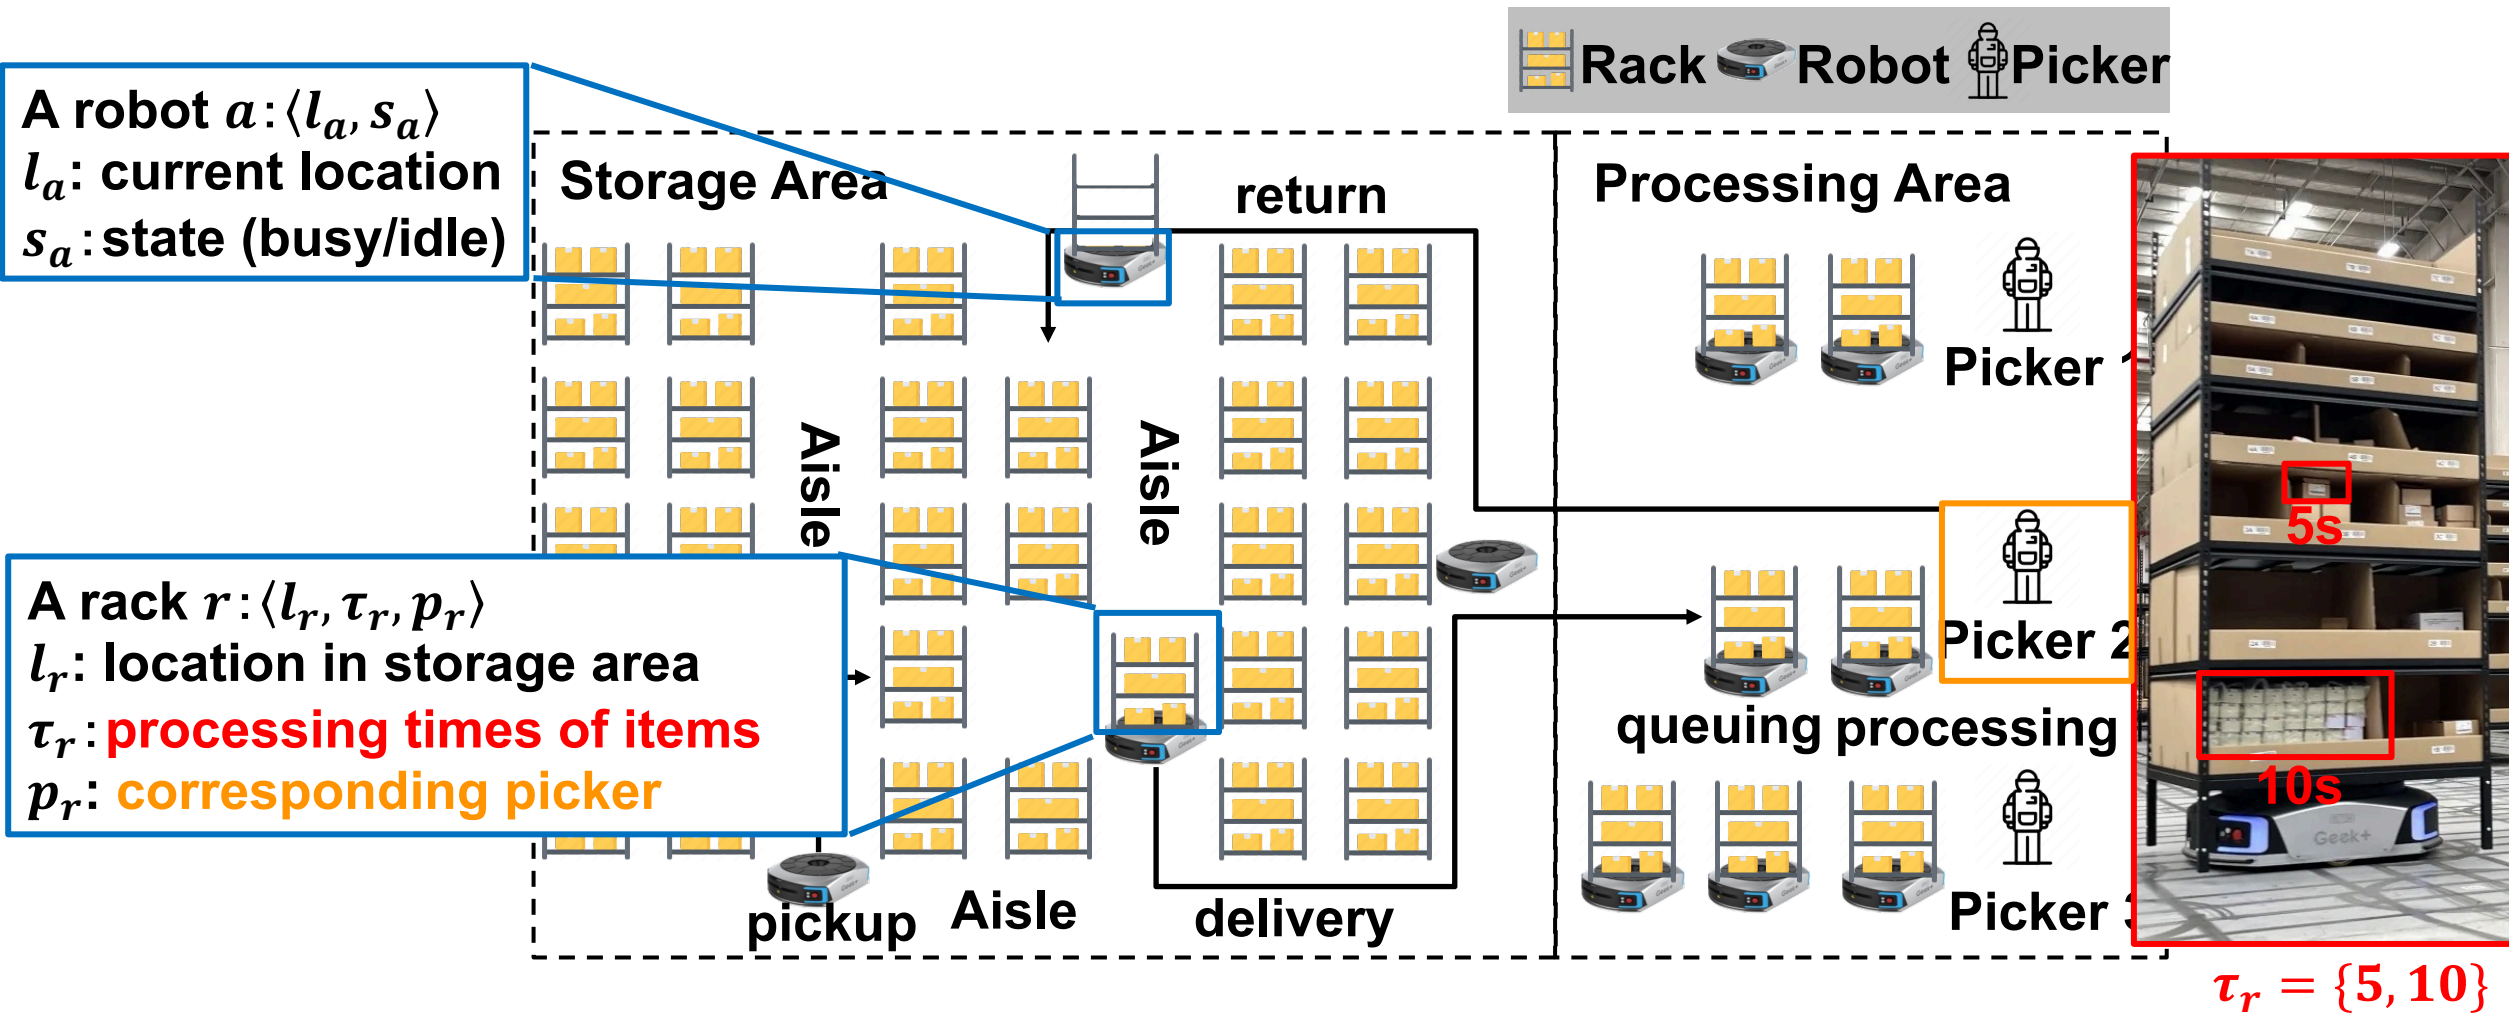 Rack Robot Picker
A robot a:⟨l_a, s_a⟩
l_a: current location
s_a: state (busy/idle)
Storage Area
return
Processing Area
Picker 1
Aisle
Aisle
5s
A rack r:⟨l_r, τ_r, p_r⟩
l_r: location in storage area
τ_r: processing times of items
p_r: corresponding picker
Picker 2
queuing processing
10s
Geek+
Picker 3
pickup
Aisle
delivery
τ_r = {5, 10}